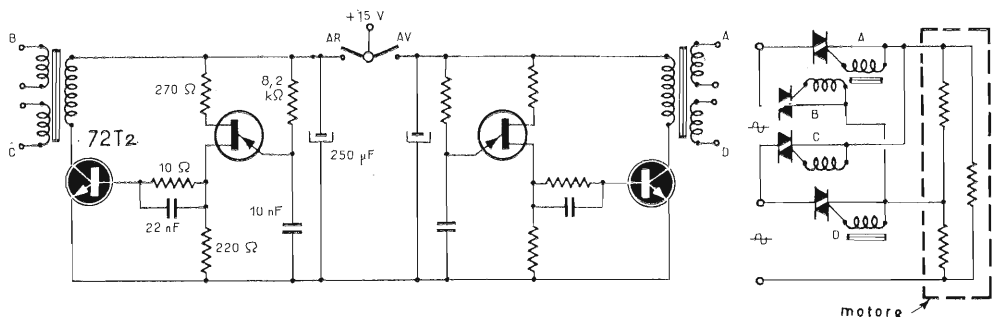 +15 V
B
AR
AV
A
A
270 Ω
8,2
kΩ
B
C
72T2
250 µF
C
D
10 Ω
22 nF
10 nF
220 Ω
D
motore